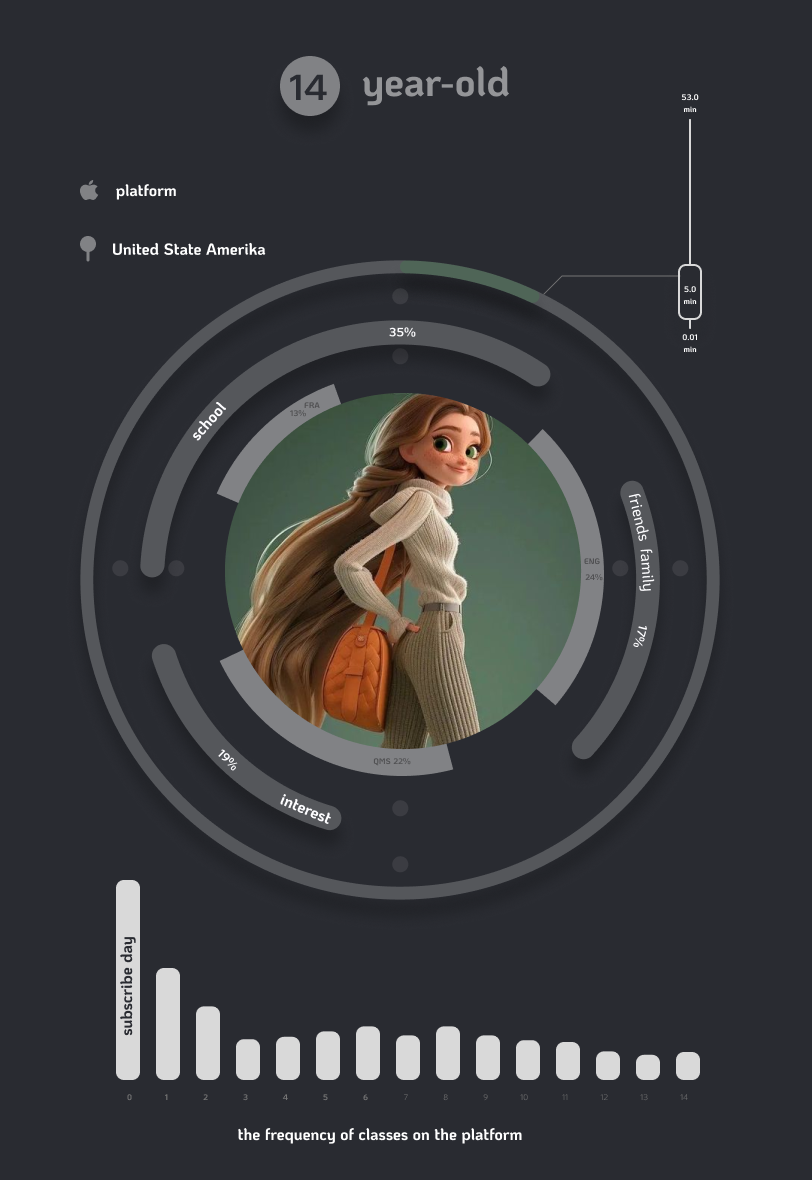 14 year-old
53.0
min
platform
United State Amerika
5.0
min
0.01
min
35%
school
FRA
13%
friends family
17%
ENG
24%
QMS 22%
19%
interest
subscribe day
0 1 2 3 4 5 6 7 8 9 10 11 12 13 14
the frequency of classes on the platform